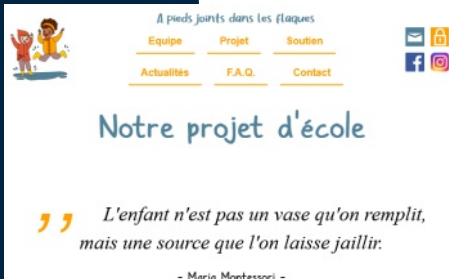 A pieds joints dans les flaques
Equipe Projet Soutien
Actualités F.A.Q. Contact
Notre projet d'école
,, L'enfant n'est pas un vase qu'on remplit,
mais une source que l'on laisse jaillir.
- Maria Montessori -